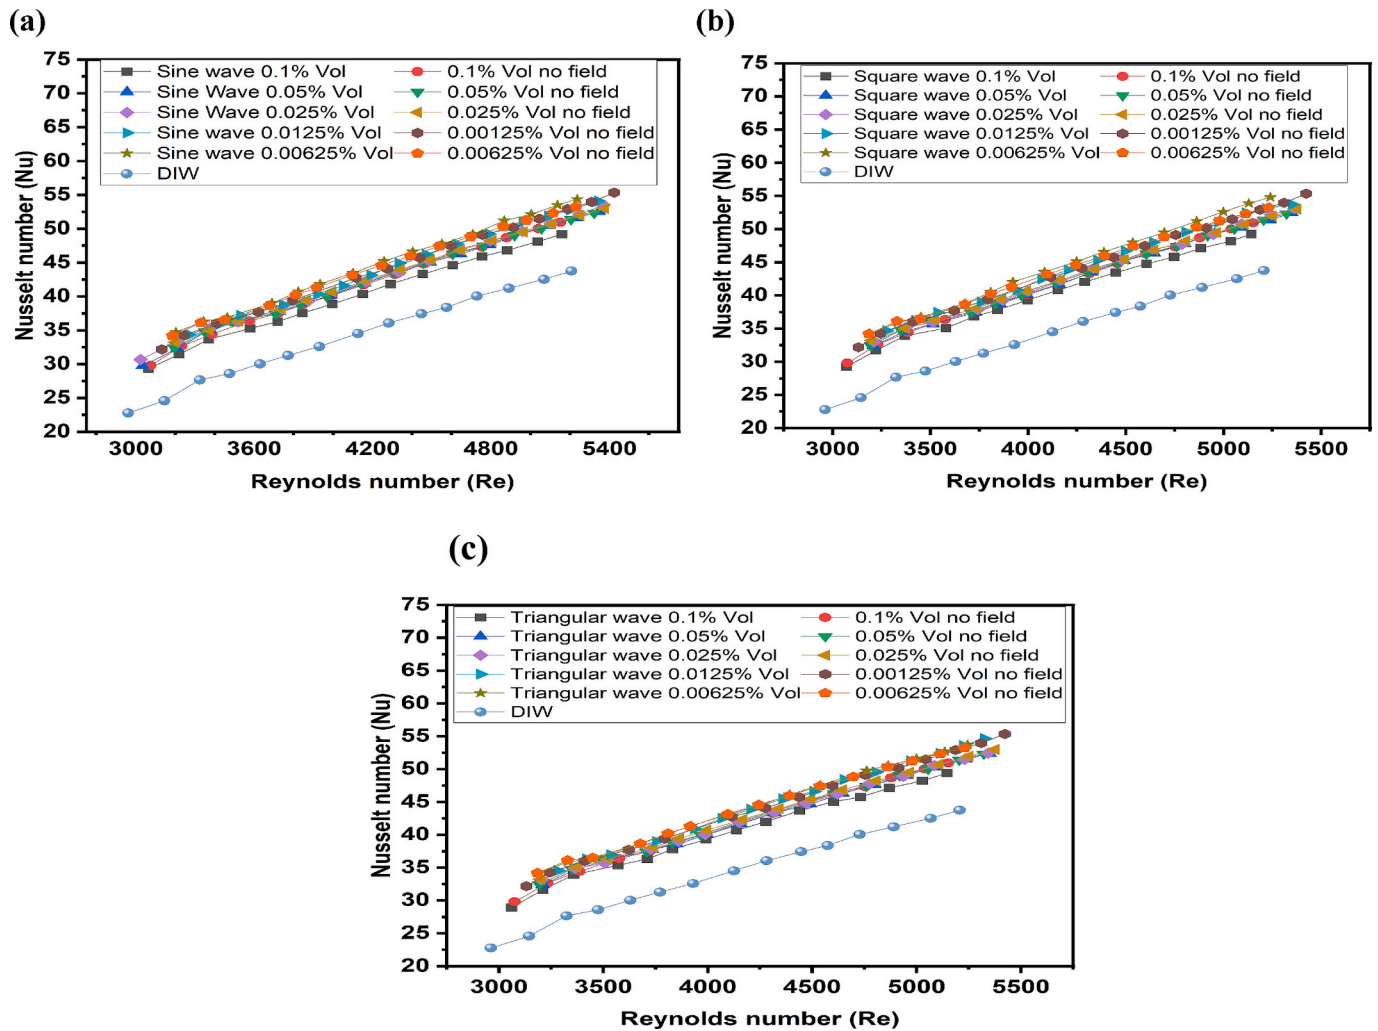 (a)
75
70
65
60
55
50
45
40
35
30
25
20
Nusselt number (Nu)
Sine wave 0.1% Vol
0.1% Vol no field
Sine Wave 0.05% Vol
0.05% Vol no field
Sine Wave 0.025% Vol
0.025% Vol no field
Sine wave 0.0125% Vol
0.00125% Vol no field
Sine wave 0.00625% Vol
0.00625% Vol no field
DIW
3000 3600 4200 4800 5400
Reynolds number (Re)
(b)
75
70
65
60
55
50
45
40
35
30
25
20
Nusselt number (Nu)
Square wave 0.1% Vol
0.1% Vol no field
Square wave 0.05% Vol
0.05% Vol no field
Square wave 0.025% Vol
0.025% Vol no field
Square wave 0.0125% Vol
0.00125% Vol no field
Square wave 0.00625% Vol
0.00625% Vol no field
DIW
3000 3500 4000 4500 5000 5500
Reynolds number (Re)
(c)
75
70
65
60
55
50
45
40
35
30
25
20
Nusselt number (Nu)
Triangular wave 0.1% Vol
0.1% Vol no field
Triangular wave 0.05% Vol
0.05% Vol no field
Triangular wave 0.025% Vol
0.025% Vol no field
Triangular wave 0.0125% Vol
0.00125% Vol no field
Triangular wave 0.00625% Vol
0.00625% Vol no field
DIW
3000 3500 4000 4500 5000 5500
Reynolds number (Re)